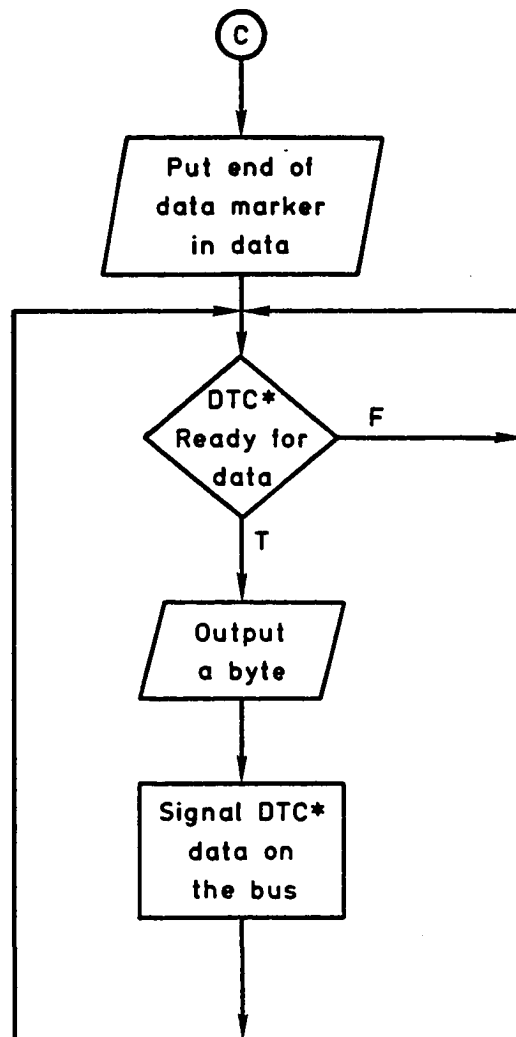 C
Put end of
data marker
in data
DTC*
Ready for
data
F
T
Output
a byte
Signal DTC*
data on
the bus